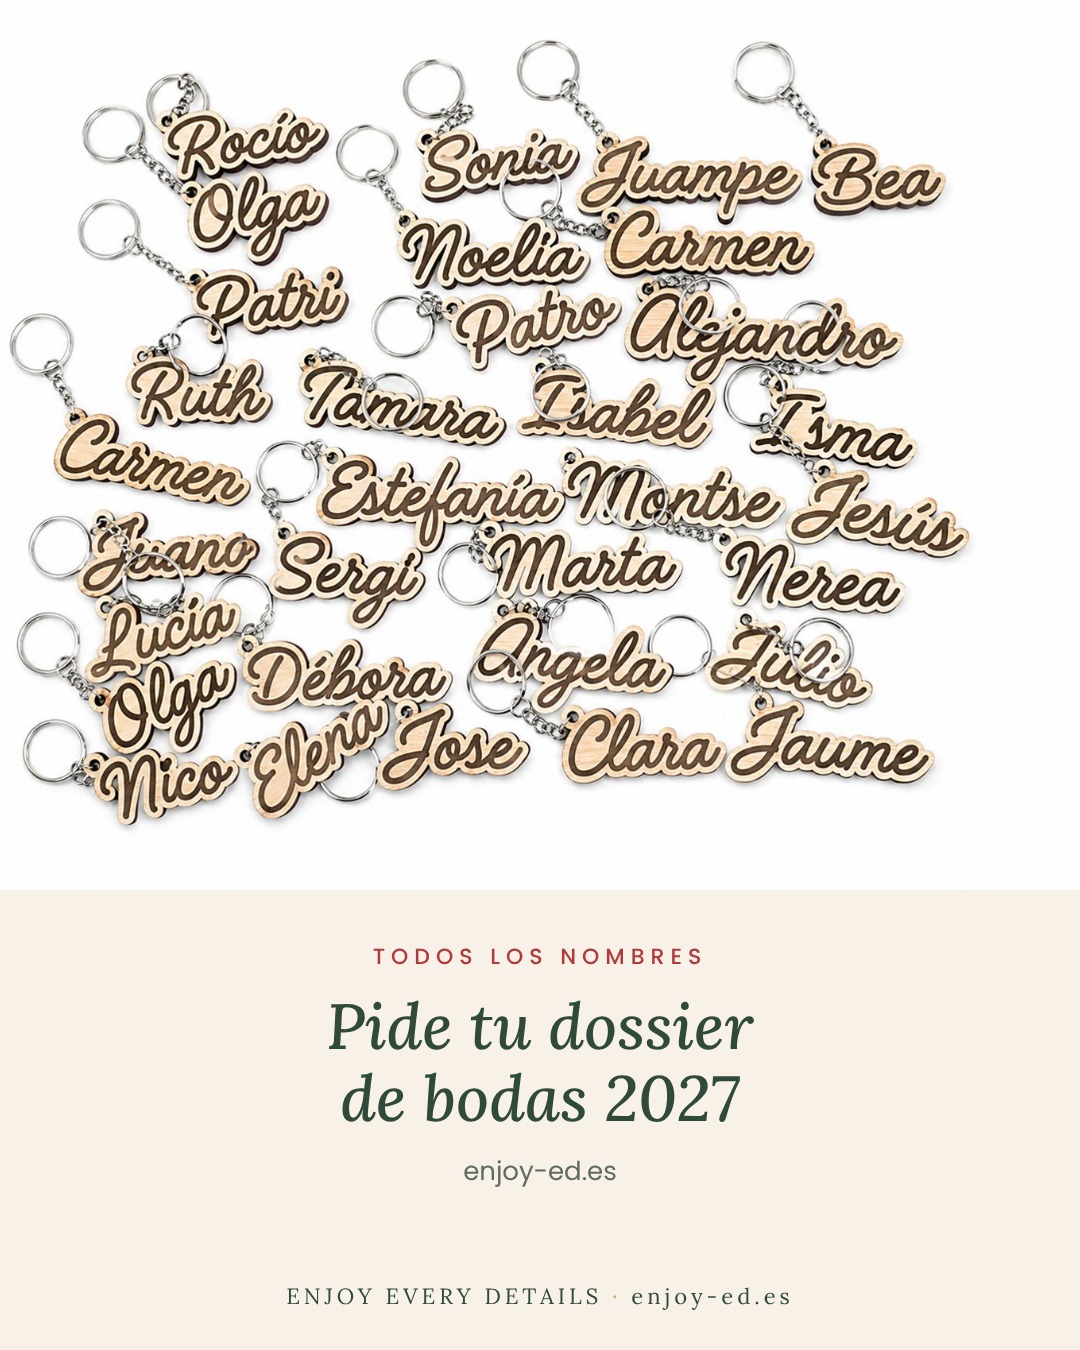 Rocío
Olga
Sonia
Juampe
Bea
Noelia
Carmen
Patri
Patro
Alejandro
Ruth
Tamara
Isabel
Isma
Carmen
Estefanía
Montse
Jesús
Juano
Sergi
Marta
Nerea
Lucía
Olga
Débora
Ángela
Julio
Nico
Elena
Jose
Clara
Jaume
TODOS LOS NOMBRES
Pide tu dossier
de bodas 2027
enjoy-ed.es
ENJOY EVERY DETAILS · enjoy-ed.es